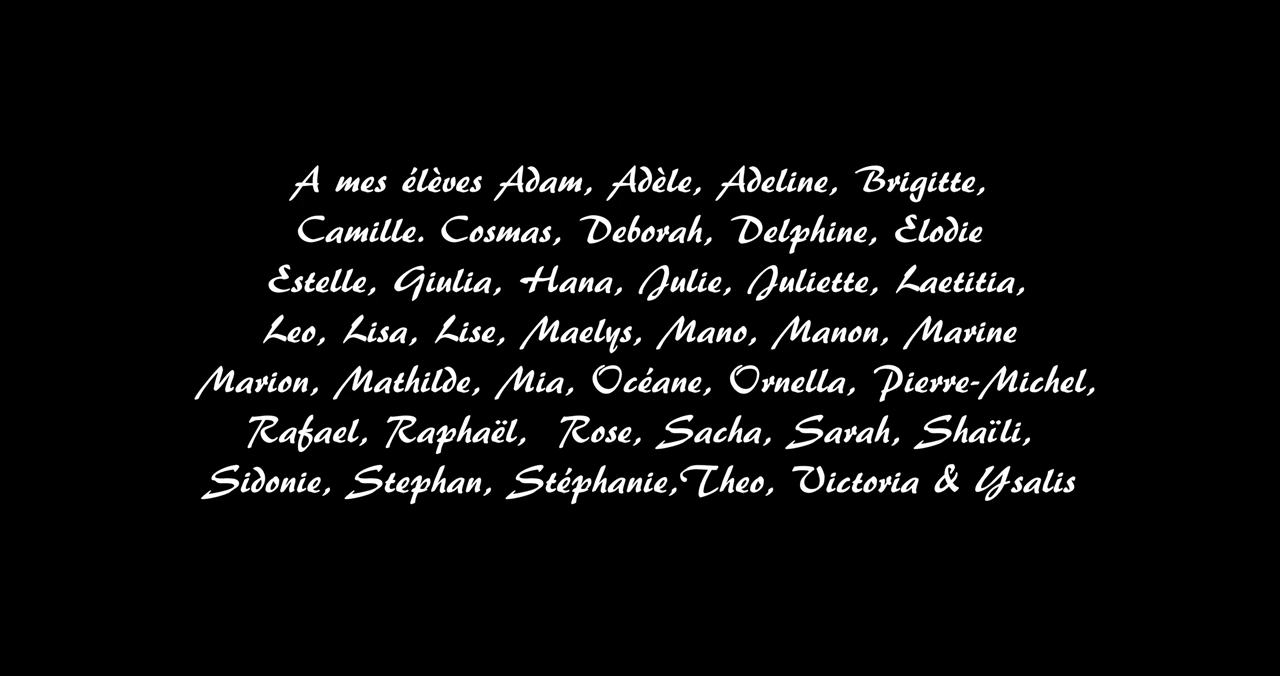 A mes élèves Adam, Adèle, Adeline, Brigitte,
Camille. Cosmas, Deborah, Delphine, Elodie
Estelle, Giulia, Hana, Julie, Juliette, Laetitia,
Leo, Lisa, Lise, Maelys, Mano, Manon, Marine
Marion, Mathilde, Mia, Océane, Ornella, Pierre-Michel,
Rafael, Raphaël, Rose, Sacha, Sarah, Shaïli,
Sidonie, Stephan, Stéphanie,Theo, Victoria & Ysalis